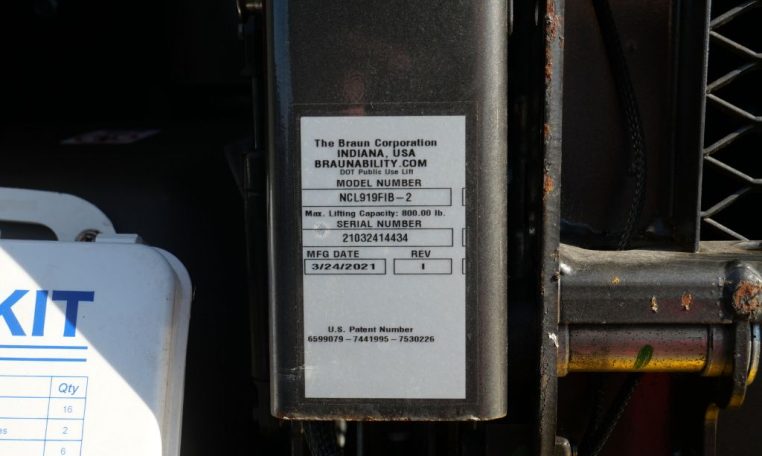 The Braun Corporation
INDIANA, USA
BRAUNABILITY.COM
DOT Public Use Lift
MODEL NUMBER
NCL919FIB-2
Max. Lifting Capacity: 800.00 lb.
SERIAL NUMBER
21032414434
MFG DATE REV
3/24/2021 I
U.S. Patent Number
6599079-7441995-7530226
KIT
Qty
16
2
6